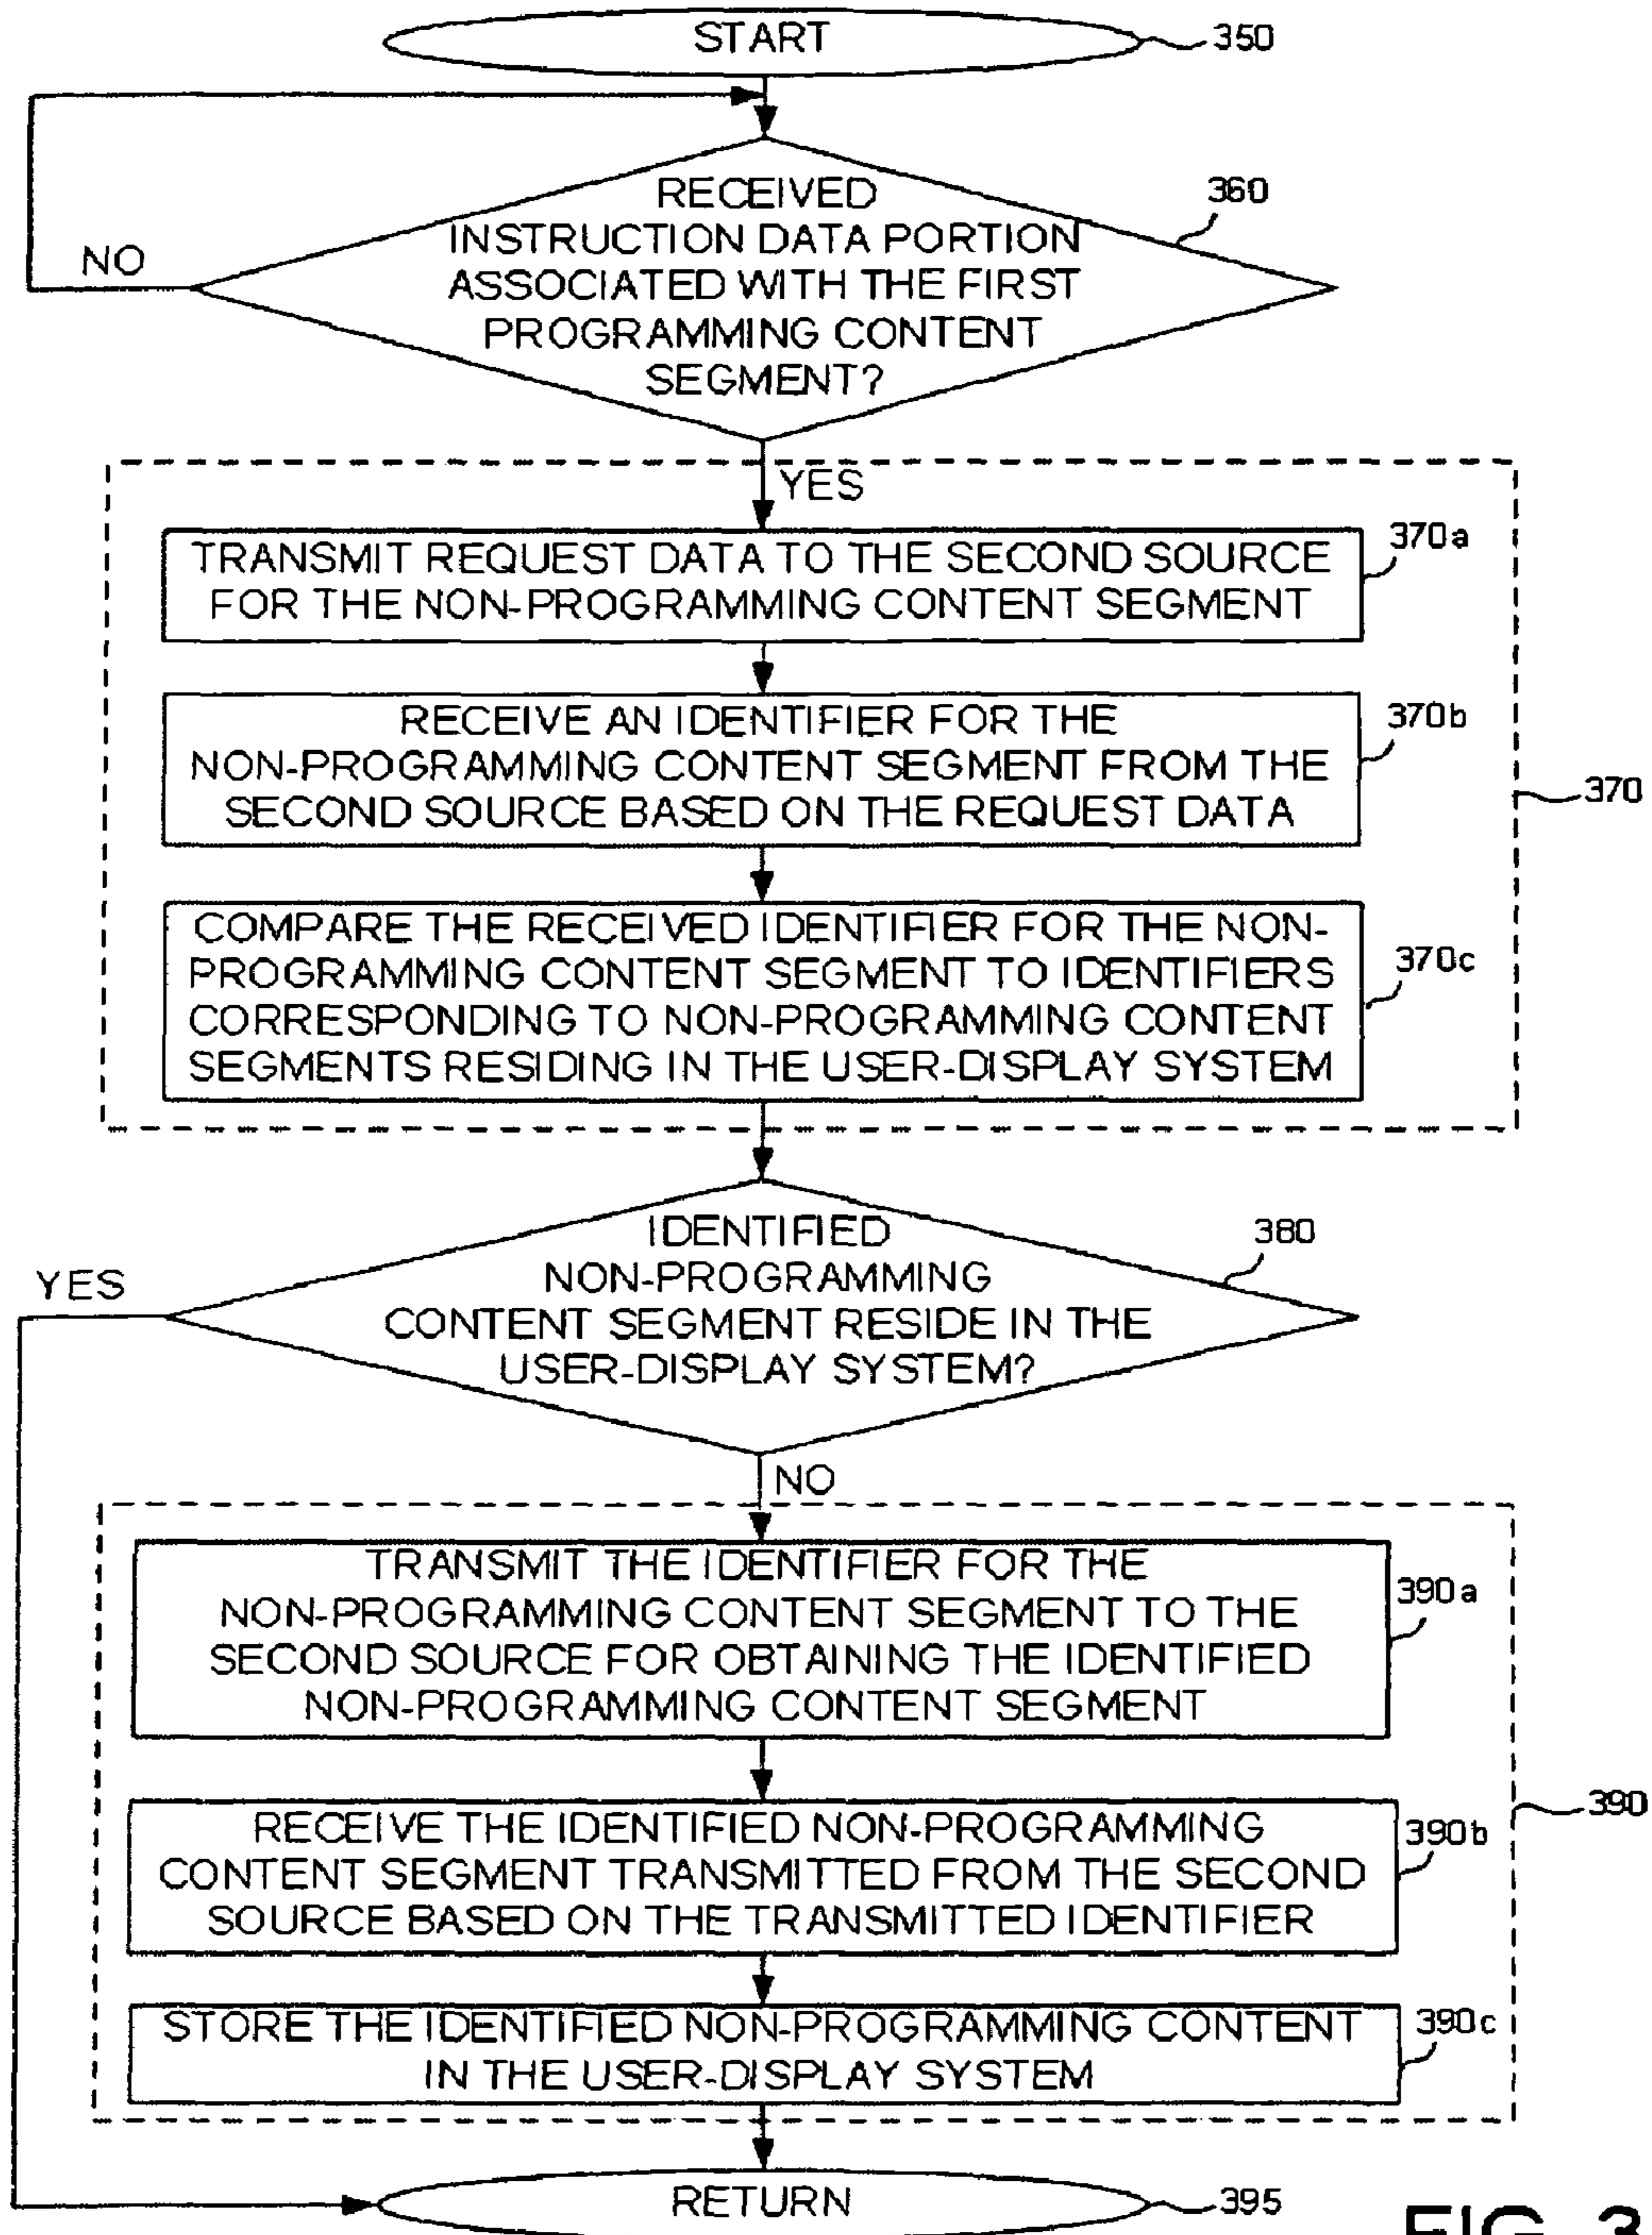 START
350
RECEIVED
360
INSTRUCTION DATA PORTION
NO
ASSOCIATED WITH THE FIRST
PROGRAMMING CONTENT
SEGMENT?
YES
370a
TRANSMIT REQUEST DATA TO THE SECOND SOURCE
FOR THE NON-PROGRAMMING CONTENT SEGMENT
370b
RECEIVE AN IDENTIFIER FOR THE
NON-PROGRAMMING CONTENT SEGMENT FROM THE
SECOND SOURCE BASED ON THE REQUEST DATA
370
COMPARE THE RECEIVED IDENTIFIER FOR THE NON-
PROGRAMMING CONTENT SEGMENT TO IDENTIFIERS
CORRESPONDING TO NON-PROGRAMMING CONTENT
SEGMENTS RESIDING IN THE USER-DISPLAY SYSTEM
370c
IDENTIFIED
380
NON-PROGRAMMING
YES
CONTENT SEGMENT RESIDE IN THE
USER-DISPLAY SYSTEM?
NO
TRANSMIT THE IDENTIFIER FOR THE
NON-PROGRAMMING CONTENT SEGMENT TO THE
SECOND SOURCE FOR OBTAINING THE IDENTIFIED
NON-PROGRAMMING CONTENT SEGMENT
390a
390
RECEIVE THE IDENTIFIED NON-PROGRAMMING
CONTENT SEGMENT TRANSMITTED FROM THE SECOND
SOURCE BASED ON THE TRANSMITTED IDENTIFIER
390b
STORE THE IDENTIFIED NON-PROGRAMMING CONTENT
IN THE USER-DISPLAY SYSTEM
390c
RETURN
395
FIG. 3